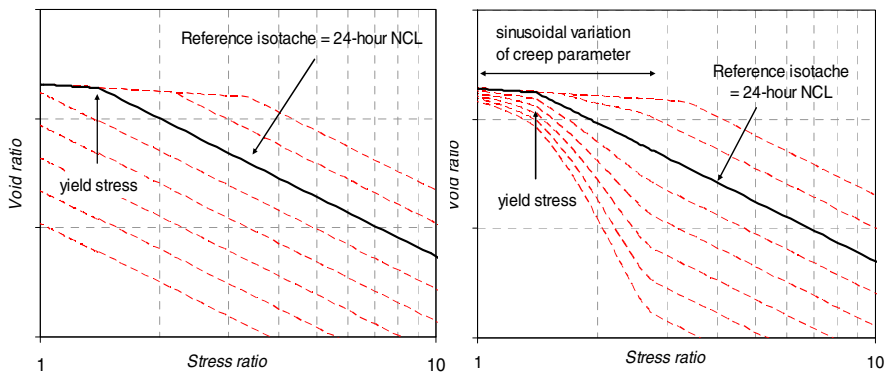 Reference isotache = 24-hour NCL
yield stress
Void ratio
1
Stress ratio
10
sinusoidal variation
of creep parameter
Reference isotache
= 24-hour NCL
yield stress
Void ratio
1
Stress ratio
10